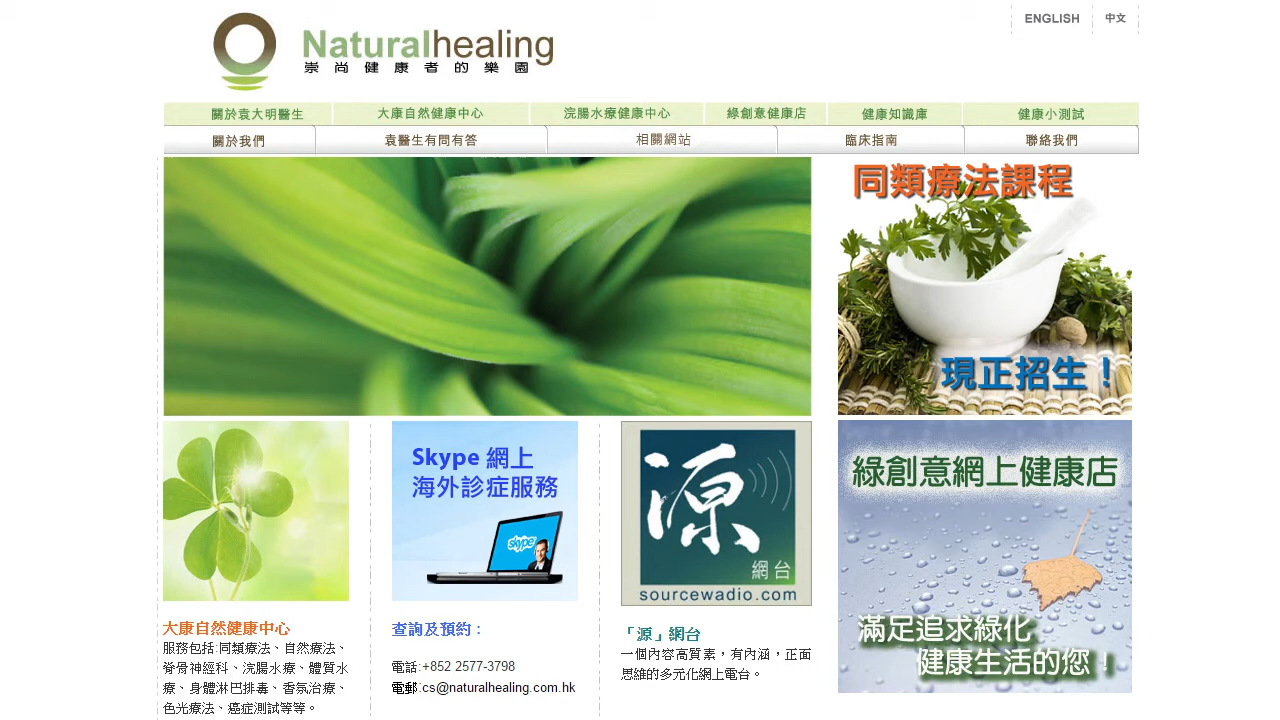 ENGLISH
中文
Naturalhealing
崇尚健康者的樂園
關於袁大明醫生
大康自然健康中心
浣腸水療健康中心
綠創意健康店
健康知識庫
健康小測試
關於我們
袁醫生有問有答
相關網站
臨床指南
聯絡我們
同類療法課程
現正招生！
Skype 網上
海外診症服務
skype
源
網台
sourcewadio.com
綠創意網上健康店
滿足追求綠化
健康生活的您！
大康自然健康中心
服務包括:同類療法、自然療法、
脊骨神經科、浣腸水療、體質水
療、身體淋巴排毒、香氛治療、
色光療法、癌症測試等等。
查詢及預約：
電話:+852 2577-3798
電郵:cs@naturalhealing.com.hk
「源」網台
一個內容高質素，有內涵，正面
思維的多元化網上電台。